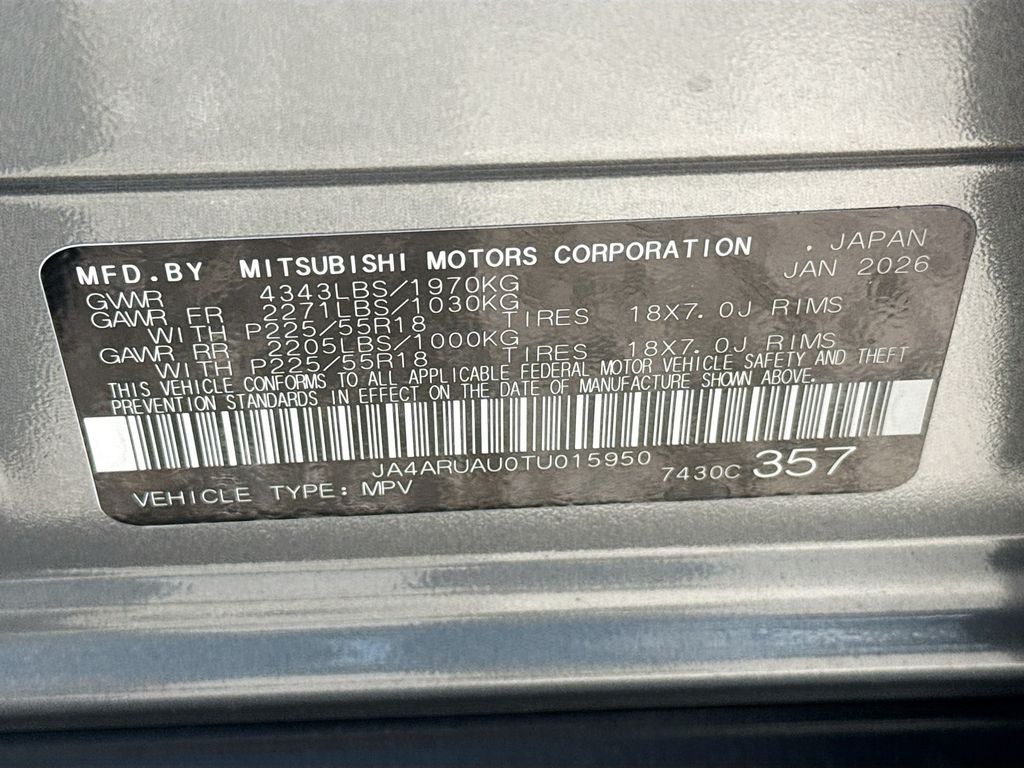 MFD.BY MITSUBISHI MOTORS CORPORATION . JAPAN
JAN 2026
GVWR 4343LBS/1970KG
GAWR FR 2271LBS/1030KG
WITH P225/55R18 TIRES 18X7.0J RIMS
GAWR RR 2205LBS/1000KG
WITH P225/55R18 TIRES 18X7.0J RIMS
THIS VEHICLE CONFORMS TO ALL APPLICABLE FEDERAL MOTOR VEHICLE SAFETY AND THEFT
PREVENTION STANDARDS IN EFFECT ON THE DATE OF MANUFACTURE SHOWN ABOVE.
JA4ARUAU0TU015950
VEHICLE TYPE: MPV 7430C 357